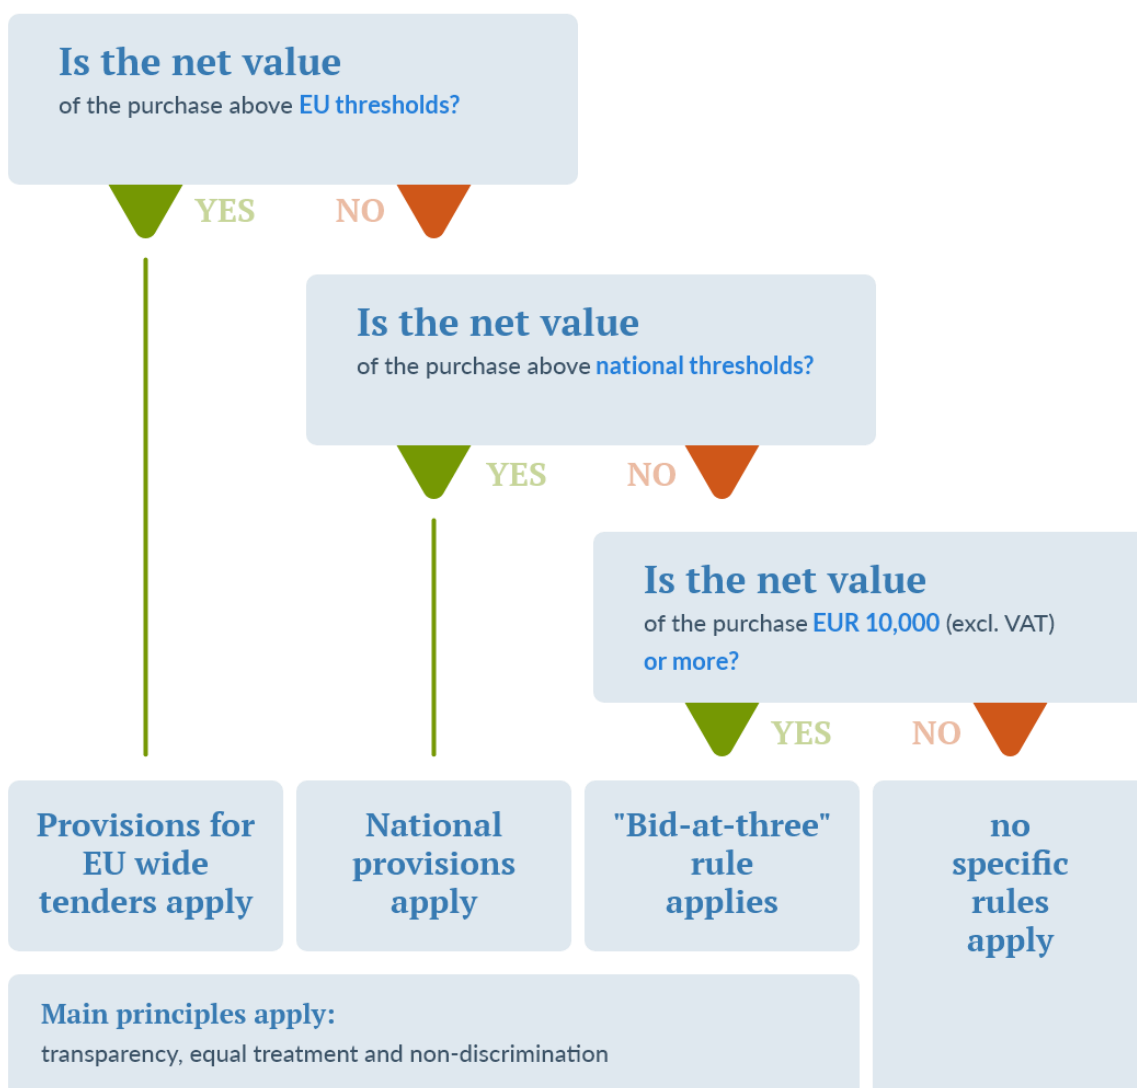 Is the net value
of the purchase above EU thresholds?
YES
NO
Is the net value
of the purchase above national thresholds?
YES
NO
Is the net value
of the purchase EUR 10,000 (excl. VAT)
or more?
YES
NO
Provisions for
EU wide
tenders apply
National
provisions
apply
"Bid-at-three"
rule
applies
no
specific
rules
apply
Main principles apply:
transparency, equal treatment and non-discrimination